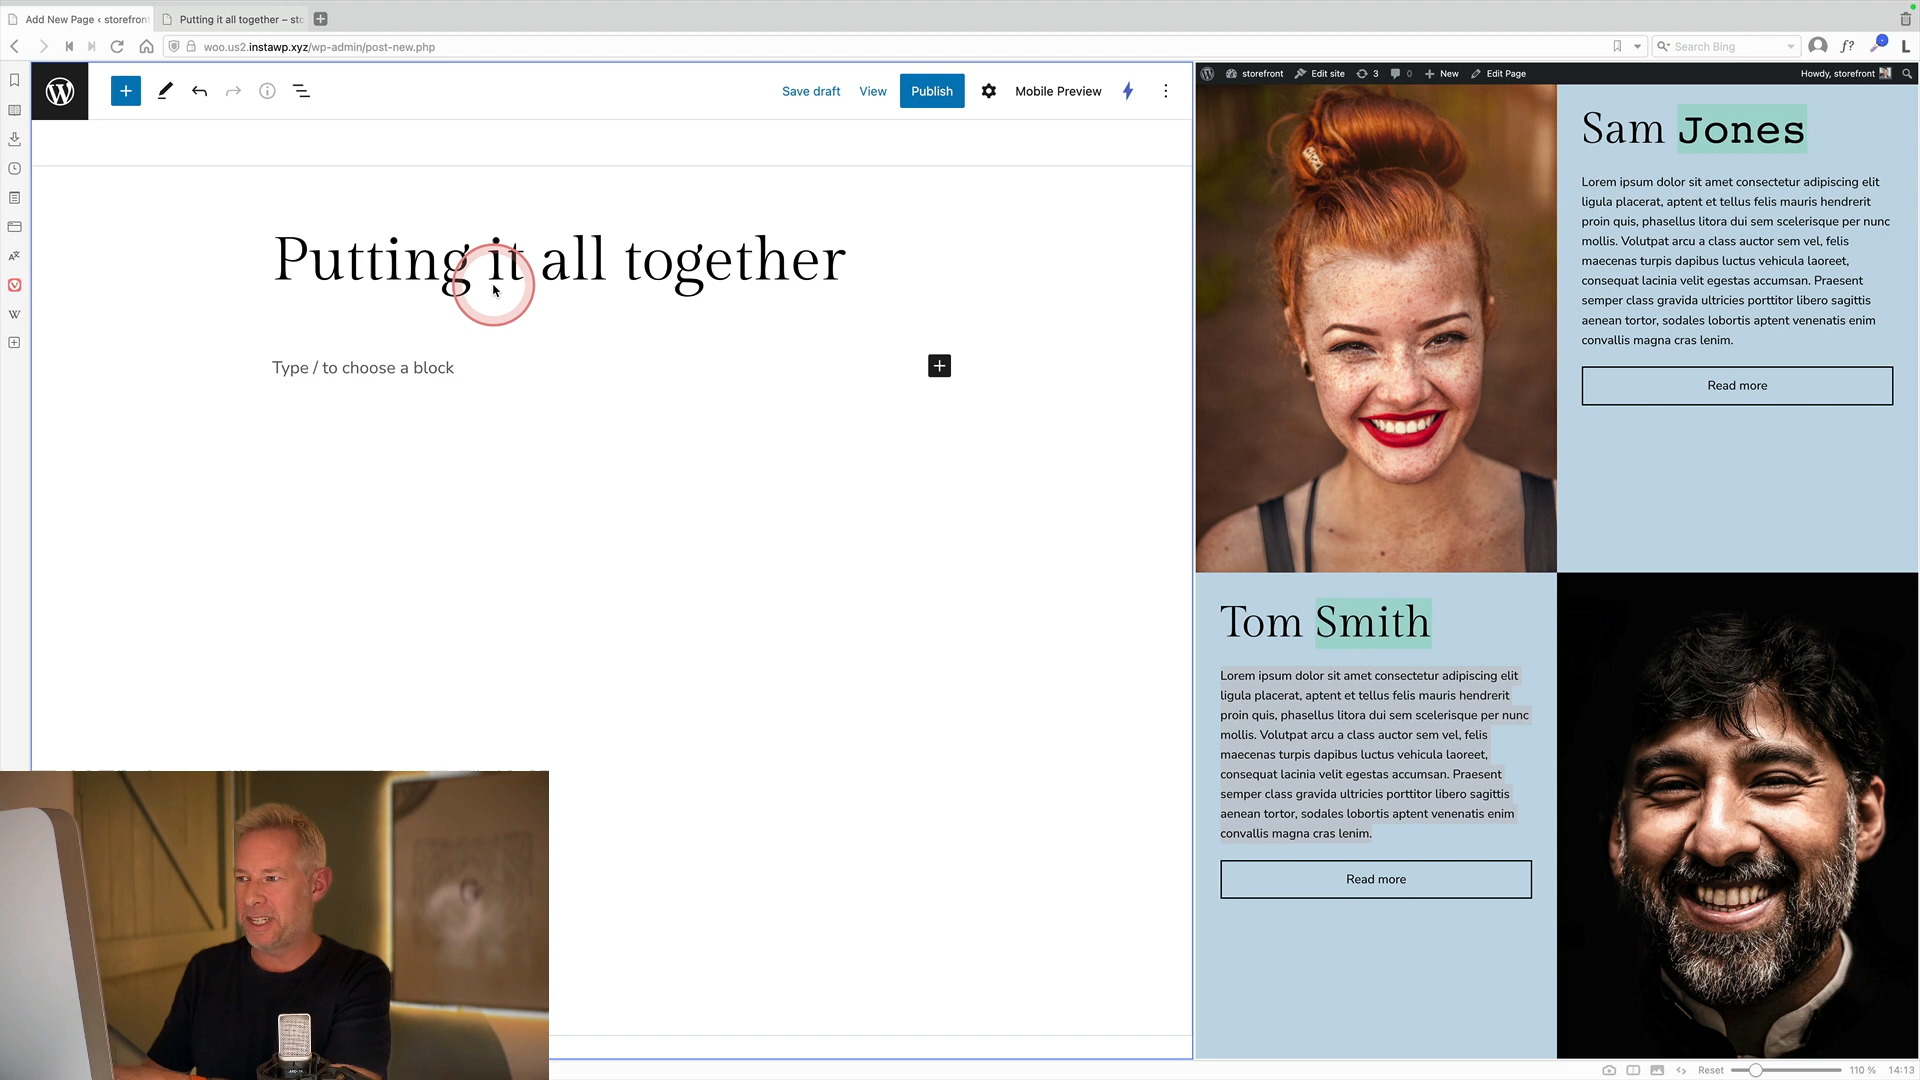 Add New Page ‹ storefront
Putting it all together – sto
woo.us2.instawp.xyz/wp-admin/post-new.php
Search Bing
Save draft
View
Publish
Mobile Preview
storefront
Edit site
3
0
New
Edit Page
Howdy, storefront
Putting it all together
Type / to choose a block
Sam Jones
Lorem ipsum dolor sit amet consectetur adipiscing elit
ligula placerat, aptent et tellus felis mauris hendrerit
proin quis, phasellus litora dui sem scelerisque per nunc
mollis. Volutpat arcu a class auctor sem vel, felis
maecenas turpis dapibus luctus vehicula laoreet,
consequat lacinia velit egestas accumsan. Praesent
semper class gravida ultricies porttitor libero sagittis
aenean tortor, sodales lobortis aptent venenatis enim
convallis magna cras lenim.
Read more
Tom Smith
Lorem ipsum dolor sit amet consectetur adipiscing elit
ligula placerat, aptent et tellus felis mauris hendrerit
proin quis, phasellus litora dui sem scelerisque per nunc
mollis. Volutpat arcu a class auctor sem vel, felis
maecenas turpis dapibus luctus vehicula laoreet,
consequat lacinia velit egestas accumsan. Praesent
semper class gravida ultricies porttitor libero sagittis
aenean tortor, sodales lobortis aptent venenatis enim
convallis magna cras lenim.
Read more
Reset
110 %
14:13